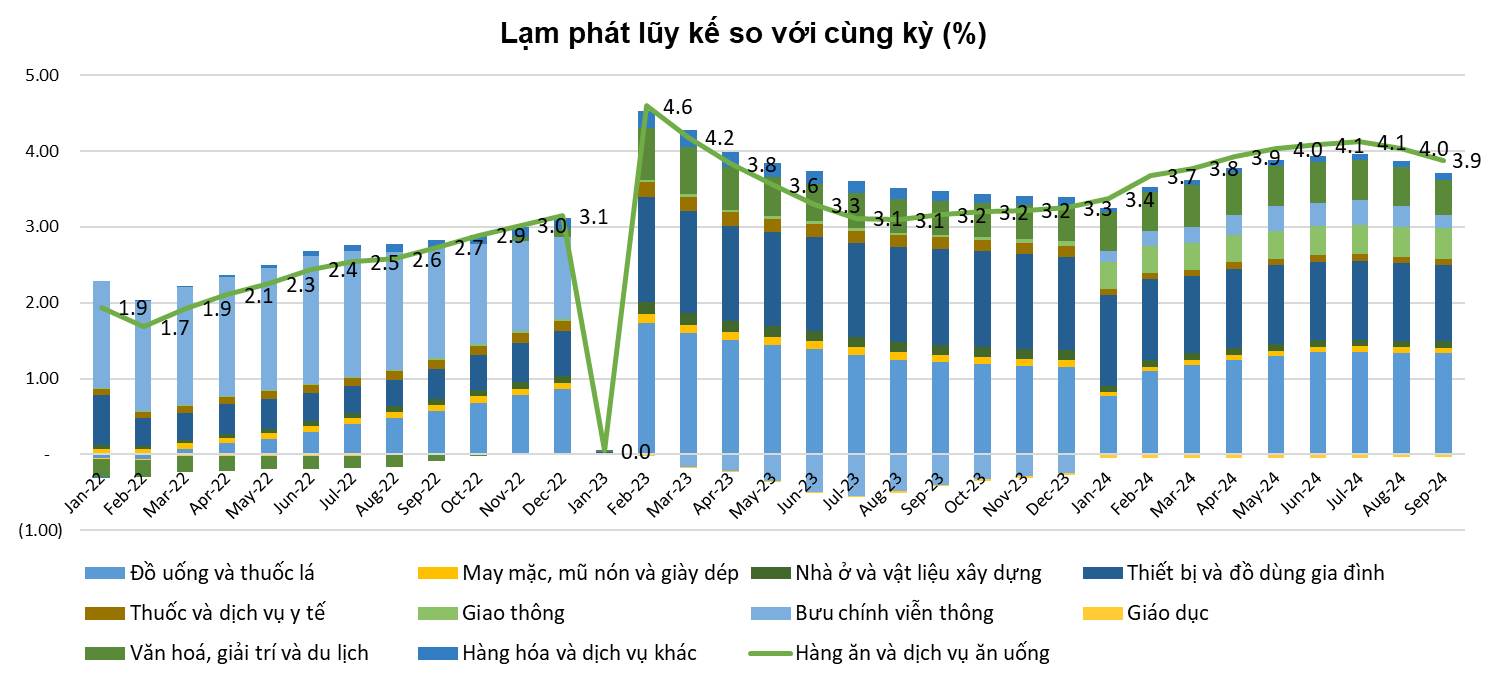 Lạm phát lũy kế so với cùng kỳ (%)
5.00
4.00
3.00
2.00
1.00
-
(1.00)
1.9 1.7 1.9 2.1 2.3 2.4 2.5 2.6 2.7 2.9 3.0 3.1 0.0 4.6 4.2 3.8 3.6 3.3 3.1 3.1 3.2 3.2 3.2 3.3 3.4 3.7 3.8 3.9 4.0 4.1 4.1 4.0 3.9
Jan-22 Feb-22 Mar-22 Apr-22 May-22 Jun-22 Jul-22 Aug-22 Sep-22 Oct-22 Nov-22 Dec-22 Jan-23 Feb-23 Mar-23 Apr-23 May-23 Jun-23 Jul-23 Aug-23 Sep-23 Oct-23 Nov-23 Dec-23 Jan-24 Feb-24 Mar-24 Apr-24 May-24 Jun-24 Jul-24 Aug-24 Sep-24
Đồ uống và thuốc lá May mặc, mũ nón và giày dép Nhà ở và vật liệu xây dựng Thiết bị và đồ dùng gia đình
Thuốc và dịch vụ y tế Giao thông Bưu chính viễn thông Giáo dục
Văn hoá, giải trí và du lịch Hàng hóa và dịch vụ khác Hàng ăn và dịch vụ ăn uống